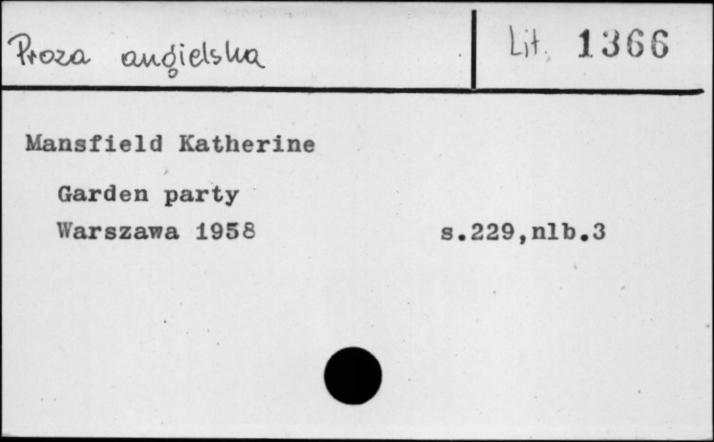 Proza angielska
Lit. 1366
Mansfield Katherine
Garden party
Warszawa 1958 s.229,nlb.3